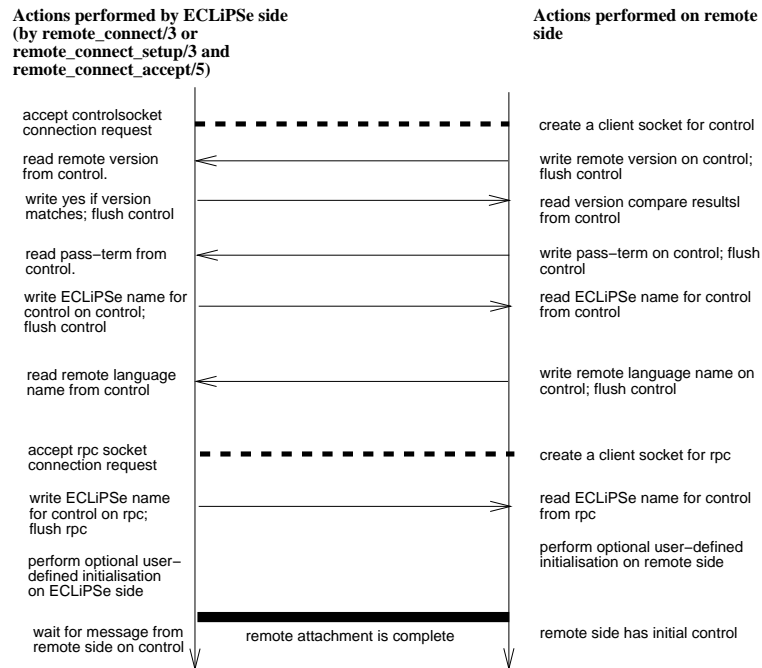 Actions performed by ECLiPSe side
(by remote_connect/3 or
remote_connect_setup/3 and
remote_connect_accept/5)
Actions performed on remote
side
accept controlsocket
connection request
create a client socket for control
read remote version
from control.
write remote version on control;
flush control
write yes if version
matches; flush control
read version compare resultsl
from control
read pass−term from
control.
write pass−term on control; flush
control
write ECLiPSe name for
control on control;
flush control
read ECLiPSe name for control
from control
read remote language
name from control
write remote language name on
control; flush control
accept rpc socket
connection request
create a client socket for rpc
write ECLiPSe name
for control on rpc;
flush rpc
read ECLiPSe name for control
from rpc
perform optional user−
defined initialisation
on ECLiPSe side
perform optional user−defined
initialisation on remote side
wait for message from
remote side on control
remote attachment is complete
remote side has initial control